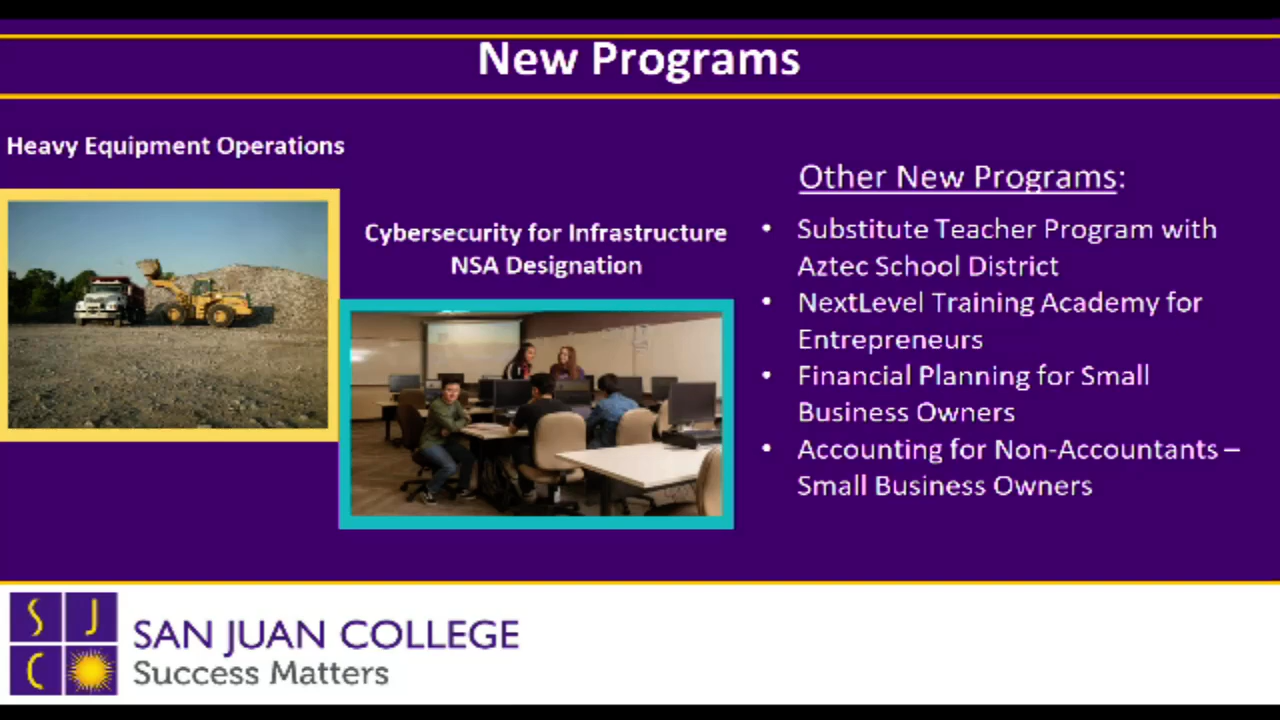 New Programs
Heavy Equipment Operations
Cybersecurity for Infrastructure
NSA Designation
Other New Programs:
• Substitute Teacher Program with
Aztec School District
• NextLevel Training Academy for
Entrepreneurs
• Financial Planning for Small
Business Owners
• Accounting for Non-Accountants –
Small Business Owners
S J
C
SAN JUAN COLLEGE
Success Matters